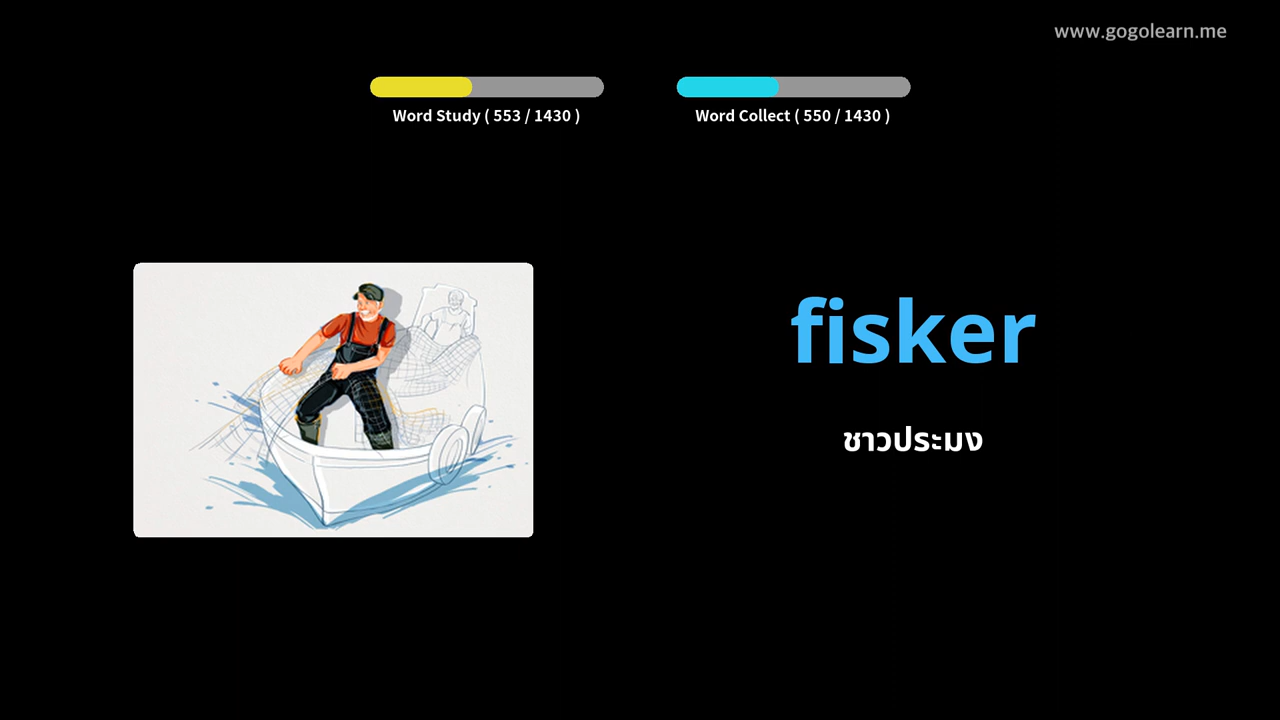 www.gogolearn.me
Word Study ( 553 / 1430 )
Word Collect ( 550 / 1430 )
fisker
ชาวประมง